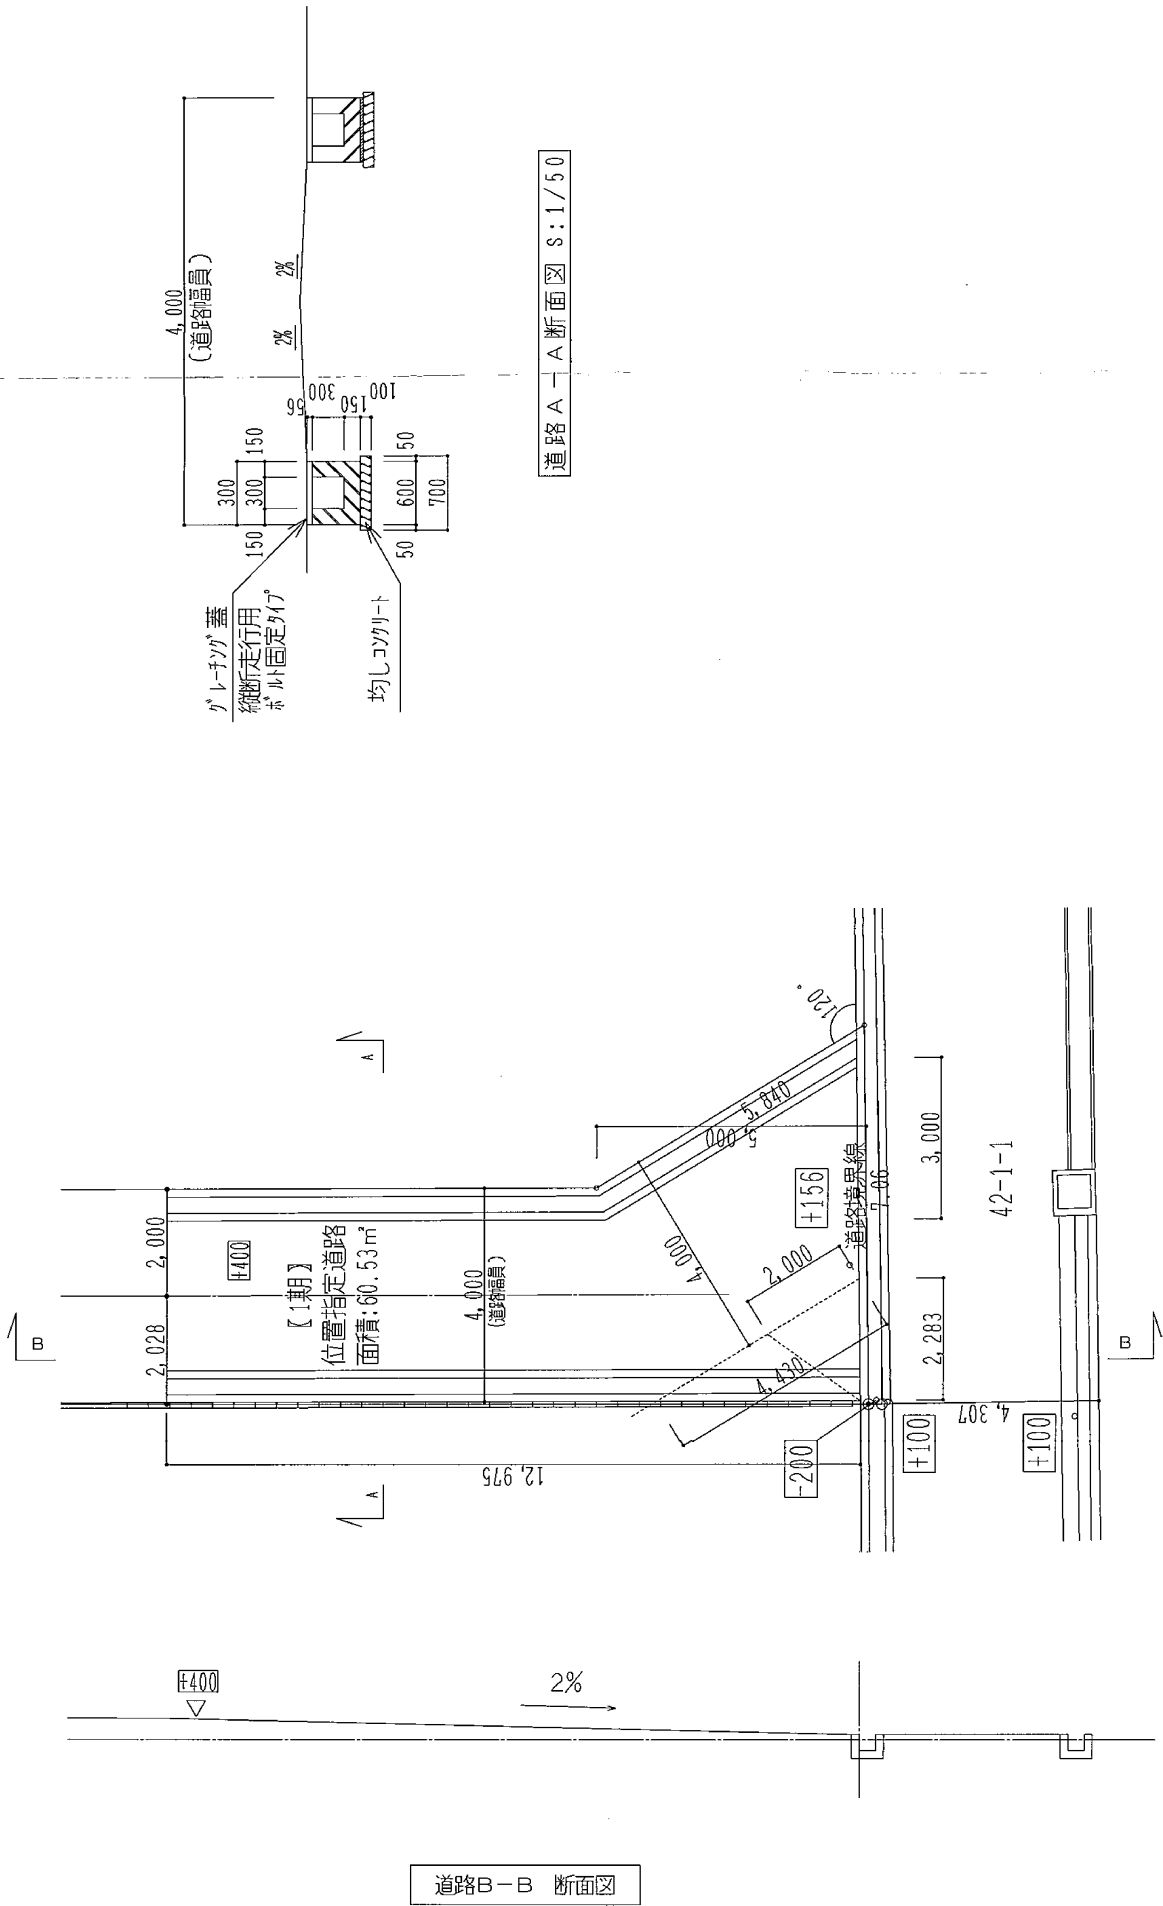 4,000
(道路幅員)
2%
2%
56
300
150
100
150
300
300
150
50
600
700
50
グレーチング蓋
縦断走行用
ボルト固定タイプ
均しコンクリート
道路A－A断面図 S:1/50
A
120°
5,840
5,000
3,000
+156
道路境界線
7.06
42-1-1
2,000
+400
【1期】
位置指定道路
面積:60.53㎡
4,000
(道路幅員)
4,000
2,000
B
2,028
4,430
2,283
B
4,307
-200
+100
+100
12,975
A
+400
2%
道路B－B 断面図